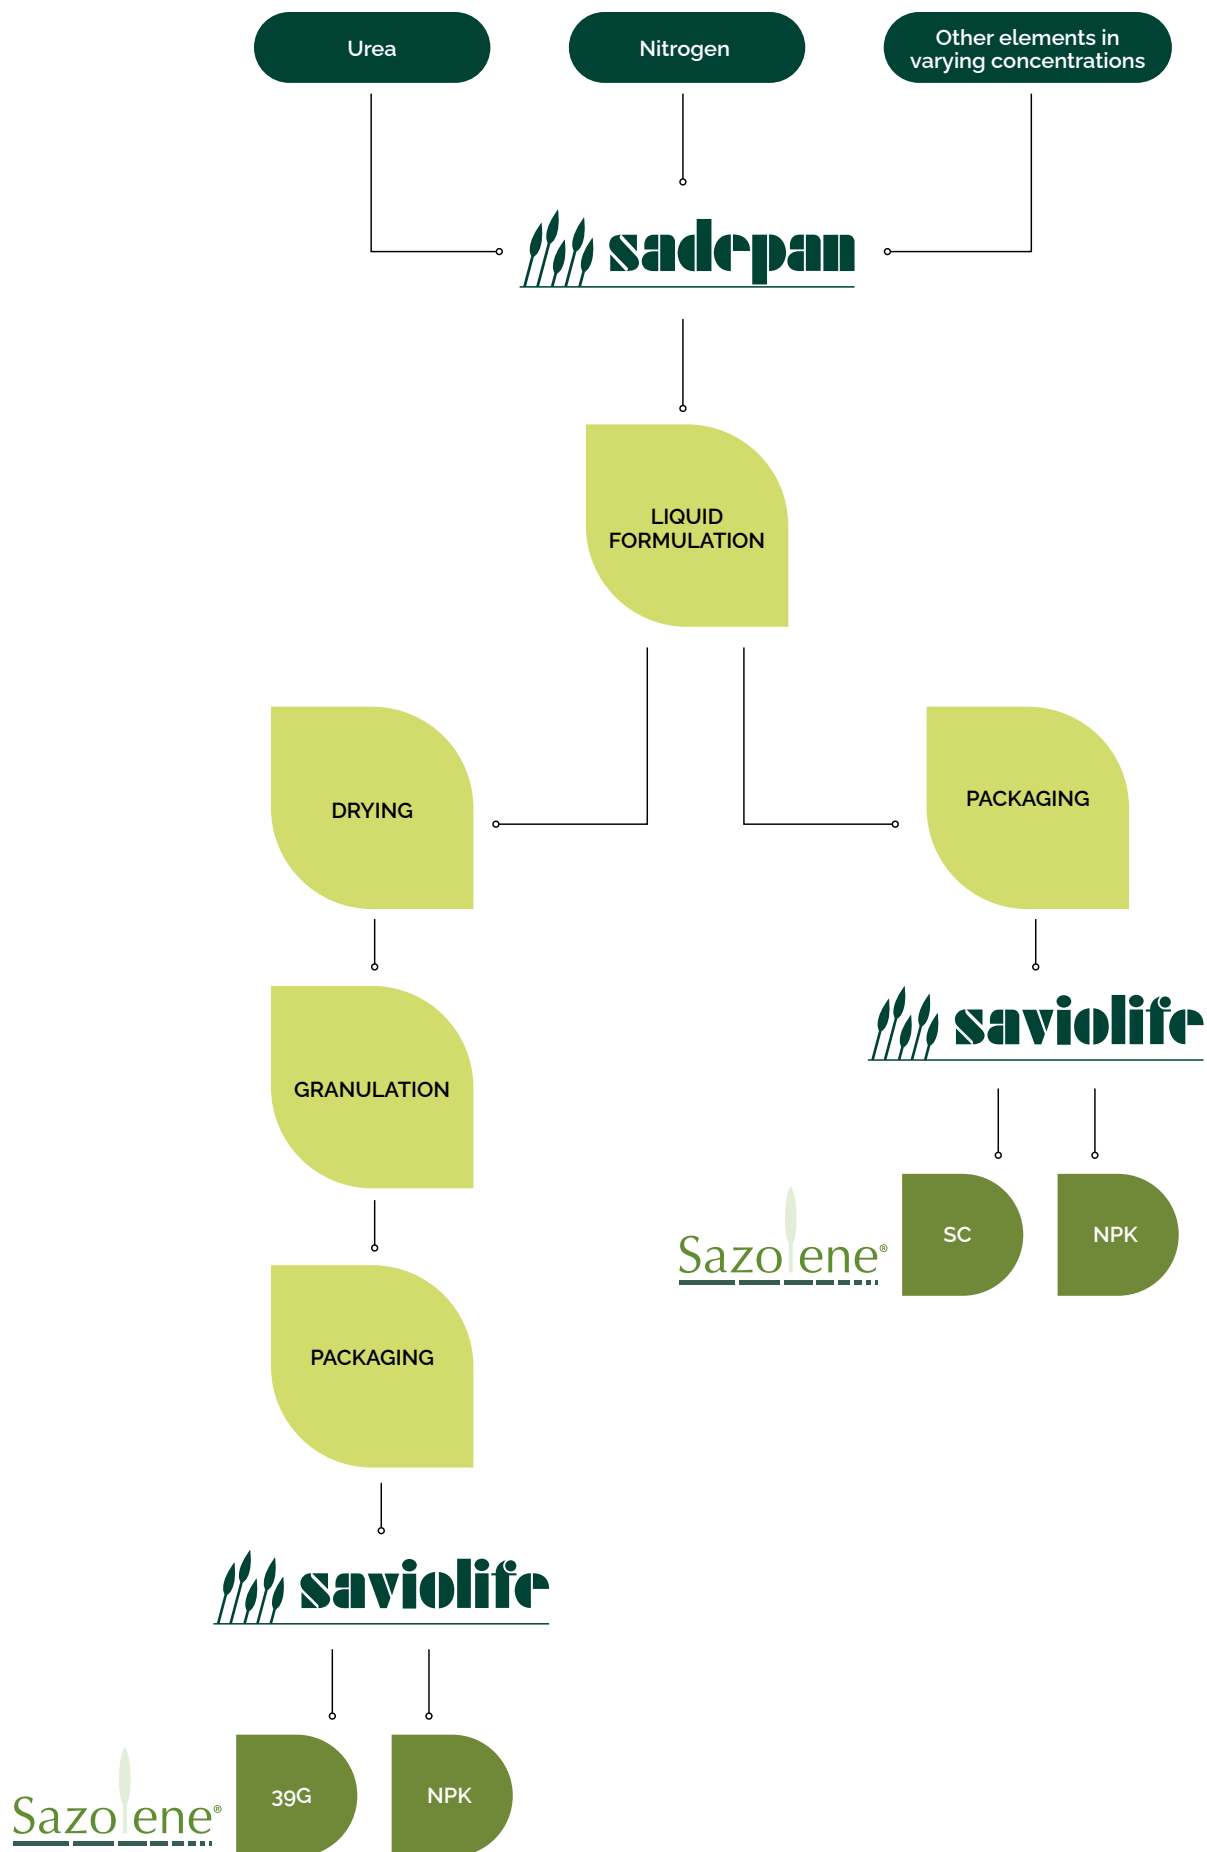 Urea
Nitrogen
Other elements in
varying concentrations
sadepan
LIQUID
FORMULATION
DRYING
PACKAGING
GRANULATION
saviolife
Sazolene®
SC
NPK
PACKAGING
saviolife
Sazolene®
39G
NPK